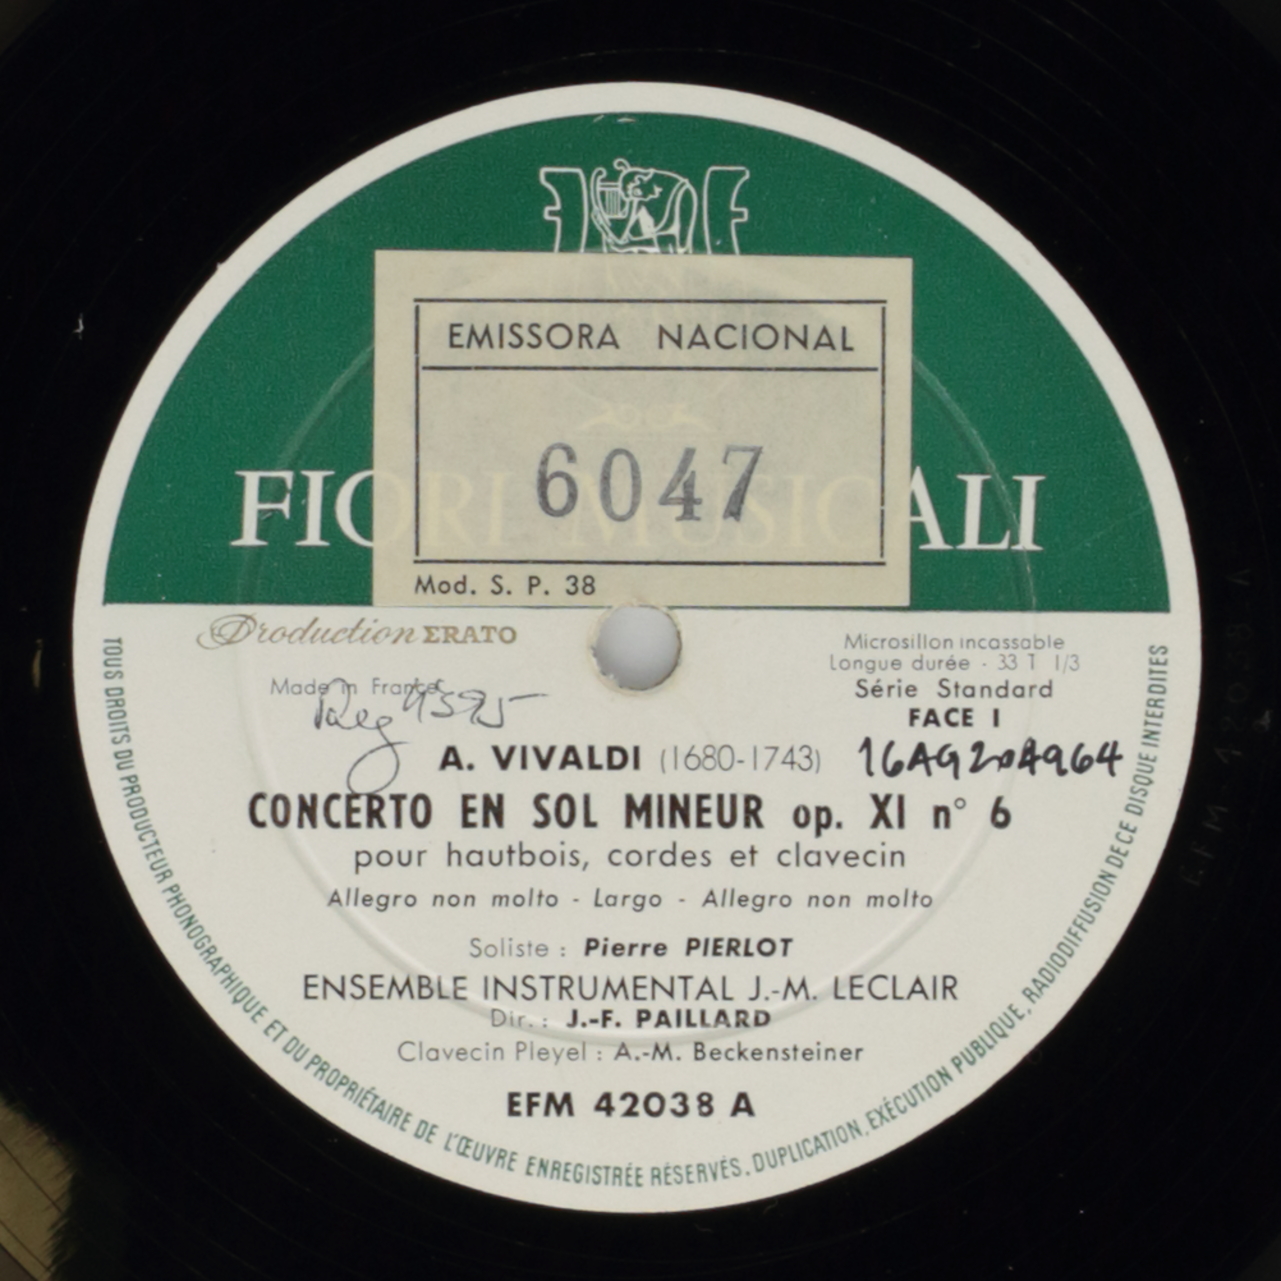 EMISSORA NACIONAL
6047
FIORI MUSICALI
Mod. S. P. 38
Production ERATO
Made in France
Microsillon incassable
Longue durée - 33 T 1/3
Série Standard
FACE 1
A. VIVALDI (1680-1743)
CONCERTO EN SOL MINEUR op. XI n° 6
pour hautbois, cordes et clavecin
Allegro non molto - Largo - Allegro non molto
Soliste : Pierre PIERLOT
ENSEMBLE INSTRUMENTAL J.-M. LECLAIR
Dir. : J.-F. PAILLARD
Clavecin Pleyel : A.-M. Beckensteiner
EFM 42038 A
TOUS DROITS DU PRODUCTEUR PHONOGRAPHIQUE ET DU PROPRIÉTAIRE DE L'ŒUVRE ENREGISTRÉE RÉSERVÉS. DUPLICATION, EXÉCUTION PUBLIQUE, RADIODIFFUSION DE CE DISQUE INTERDITES